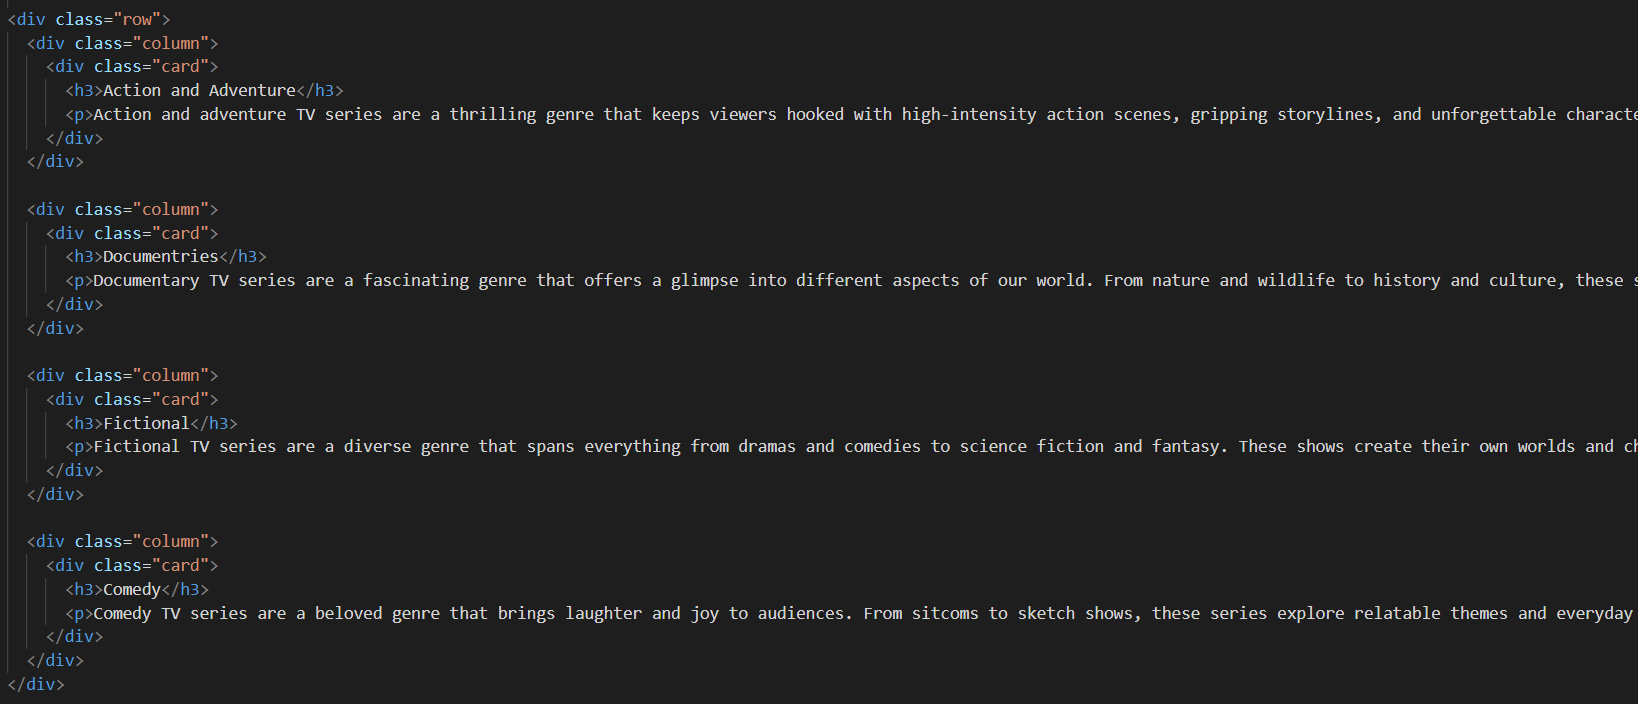 <div class="row">
<div class="column">
<div class="card">
<h3>Action and Adventure</h3>
<p>Action and adventure TV series are a thrilling genre that keeps viewers hooked with high-intensity action scenes, gripping storylines, and unforgettable characte
</div>
</div>
<div class="column">
<div class="card">
<h3>Documentries</h3>
<p>Documentary TV series are a fascinating genre that offers a glimpse into different aspects of our world. From nature and wildlife to history and culture, these s
</div>
</div>
<div class="column">
<div class="card">
<h3>Fictional</h3>
<p>Fictional TV series are a diverse genre that spans everything from dramas and comedies to science fiction and fantasy. These shows create their own worlds and ch
</div>
</div>
<div class="column">
<div class="card">
<h3>Comedy</h3>
<p>Comedy TV series are a beloved genre that brings laughter and joy to audiences. From sitcoms to sketch shows, these series explore relatable themes and everyday
</div>
</div>
</div>